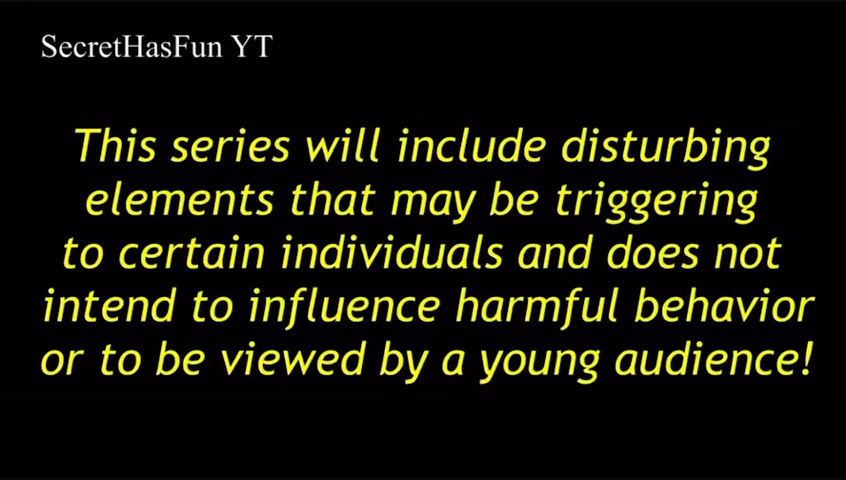 SecretHasFun YT
This series will include disturbing
elements that may be triggering
to certain individuals and does not
intend to influence harmful behavior
or to be viewed by a young audience!